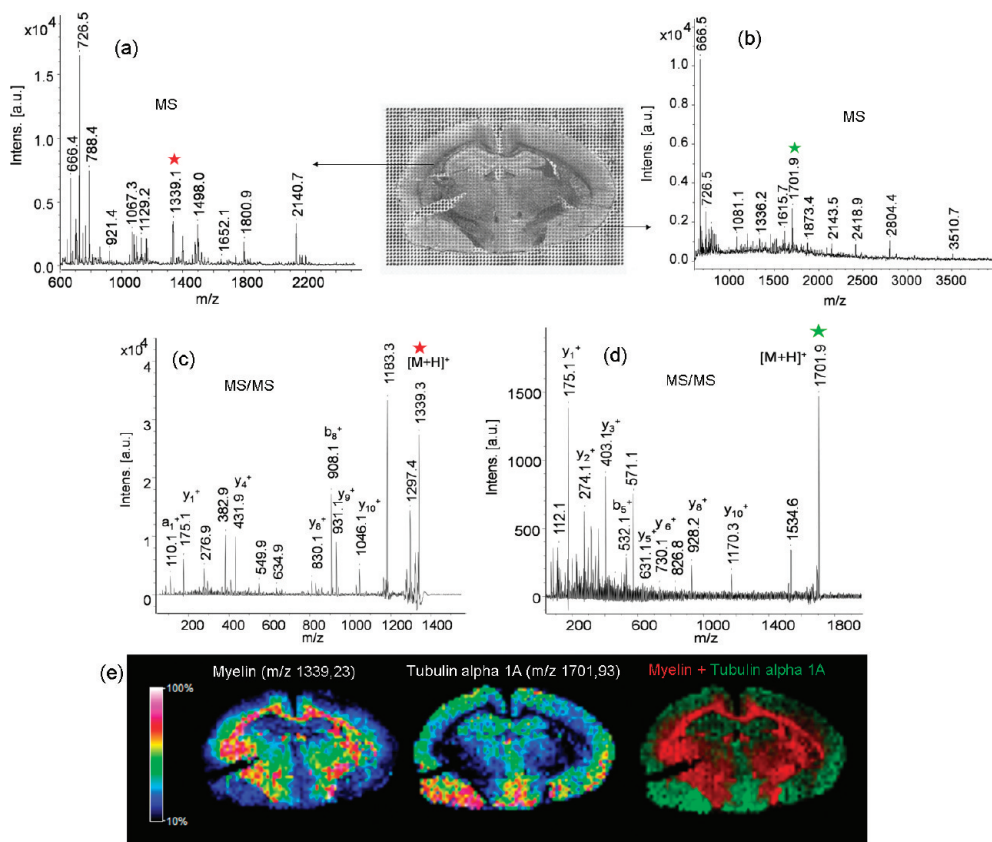 (a)
MS
x10⁴
Intens. [a.u.]
1.5
1.0
0.5
0.0
666.4
726.5
788.4
921.4
1067.3
1129.2
1339.1
1498.0
1652.1
1800.9
2140.7
600
1000
1400
1800
2200
m/z
(b)
MS
x10⁴
Intens. [a.u.]
1.0
0.8
0.6
0.4
0.2
0.0
666.5
726.5
1081.1
1336.2
1615.7
1701.9
1873.4
2143.5
2418.9
2804.4
3510.7
1000
1500
2000
2500
3000
3500
m/z
(c)
MS/MS
x10⁴
Intens. [a.u.]
4
3
2
1
0
a₁⁺
110.1
y₁⁺
175.1
276.9
382.9
y₄⁺
431.9
549.9
634.9
y₈⁺
830.1
b₈⁺
908.1
y₉⁺
931.1
y₁₀⁺
1046.1
1183.3
1297.4
[M+H]⁺
1339.3
200
400
600
800
1000
1200
1400
m/z
(d)
MS/MS
Intens. [a.u.]
1500
1000
500
0
112.1
y₁⁺
175.1
y₂⁺
274.1
y₃⁺
403.1
b₅⁺
532.1
571.1
y₅⁺
631.1
y₆⁺
730.1
826.8
y₈⁺
928.2
y₁₀⁺
1170.3
1534.6
[M+H]⁺
1701.9
200
600
1000
1400
1800
m/z
(e)
Myelin (m/z 1339,23)
Tubulin alpha 1A (m/z 1701,93)
Myelin + Tubulin alpha 1A
100%
10%